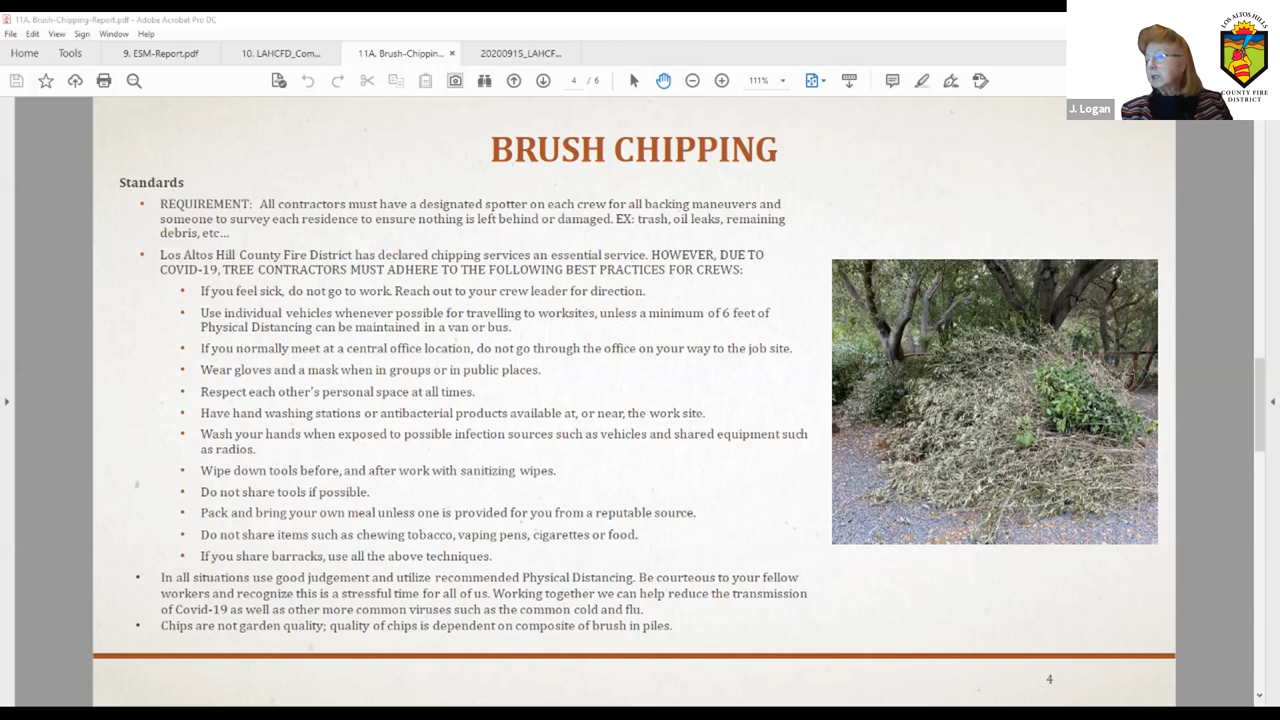 11A. Brush-Chipping-Report.pdf - Adobe Acrobat Pro DC
File Edit View Sign Window Help
Home Tools 9. ESM-Report.pdf 10. LAHCFD_Com... 11A. Brush-Chippin... × 20200915_LAHCF...
4 / 6 111%
LOS ALTOS HILLS
COUNTY FIRE
DISTRICT
J. Logan
BRUSH CHIPPING
Standards
• REQUIREMENT: All contractors must have a designated spotter on each crew for all backing maneuvers and
someone to survey each residence to ensure nothing is left behind or damaged. EX: trash, oil leaks, remaining
debris, etc...
• Los Altos Hill County Fire District has declared chipping services an essential service. HOWEVER, DUE TO
COVID-19, TREE CONTRACTORS MUST ADHERE TO THE FOLLOWING BEST PRACTICES FOR CREWS:
• If you feel sick, do not go to work. Reach out to your crew leader for direction.
• Use individual vehicles whenever possible for travelling to worksites, unless a minimum of 6 feet of
Physical Distancing can be maintained in a van or bus.
• If you normally meet at a central office location, do not go through the office on your way to the job site.
• Wear gloves and a mask when in groups or in public places.
• Respect each other's personal space at all times.
• Have hand washing stations or antibacterial products available at, or near, the work site.
• Wash your hands when exposed to possible infection sources such as vehicles and shared equipment such
as radios.
• Wipe down tools before, and after work with sanitizing wipes.
• Do not share tools if possible.
• Pack and bring your own meal unless one is provided for you from a reputable source.
• Do not share items such as chewing tobacco, vaping pens, cigarettes or food.
• If you share barracks, use all the above techniques.
• In all situations use good judgement and utilize recommended Physical Distancing. Be courteous to your fellow
workers and recognize this is a stressful time for all of us. Working together we can help reduce the transmission
of Covid-19 as well as other more common viruses such as the common cold and flu.
• Chips are not garden quality; quality of chips is dependent on composite of brush in piles.
4